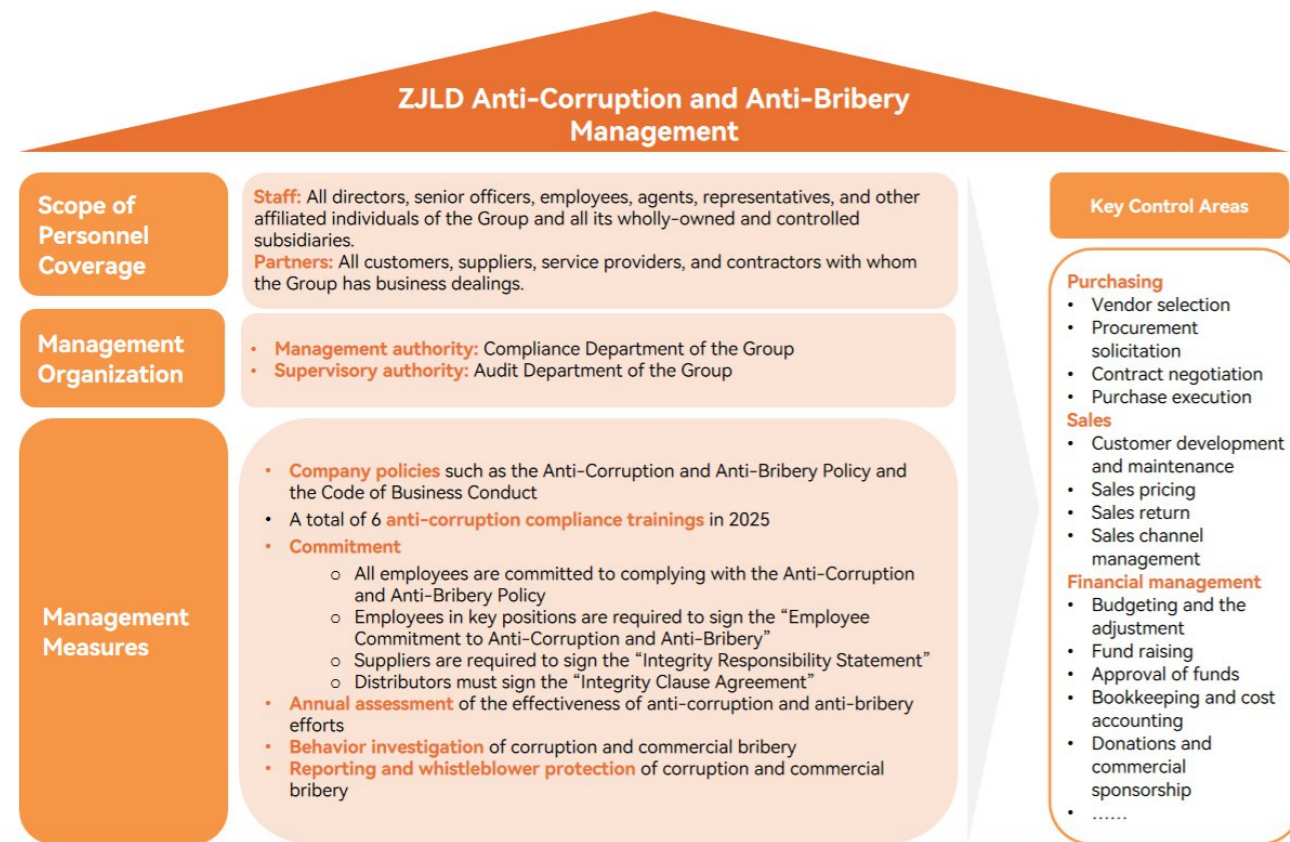 ZJLD Anti-Corruption and Anti-Bribery
Management
Scope of
Personnel
Coverage
Staff: All directors, senior officers, employees, agents, representatives, and other
affiliated individuals of the Group and all its wholly-owned and controlled
subsidiaries.
Partners: All customers, suppliers, service providers, and contractors with whom
the Group has business dealings.
Management
Organization
• Management authority: Compliance Department of the Group
• Supervisory authority: Audit Department of the Group
Management
Measures
• Company policies such as the Anti-Corruption and Anti-Bribery Policy and
the Code of Business Conduct
• A total of 6 anti-corruption compliance trainings in 2025
• Commitment
o All employees are committed to complying with the Anti-Corruption
and Anti-Bribery Policy
o Employees in key positions are required to sign the “Employee
Commitment to Anti-Corruption and Anti-Bribery”
o Suppliers are required to sign the “Integrity Responsibility Statement”
o Distributors must sign the “Integrity Clause Agreement”
• Annual assessment of the effectiveness of anti-corruption and anti-bribery
efforts
• Behavior investigation of corruption and commercial bribery
• Reporting and whistleblower protection of corruption and commercial
bribery
Key Control Areas
Purchasing
• Vendor selection
• Procurement
solicitation
• Contract negotiation
• Purchase execution
Sales
• Customer development
and maintenance
• Sales pricing
• Sales return
• Sales channel
management
Financial management
• Budgeting and the
adjustment
• Fund raising
• Approval of funds
• Bookkeeping and cost
accounting
• Donations and
commercial
sponsorship
• ......